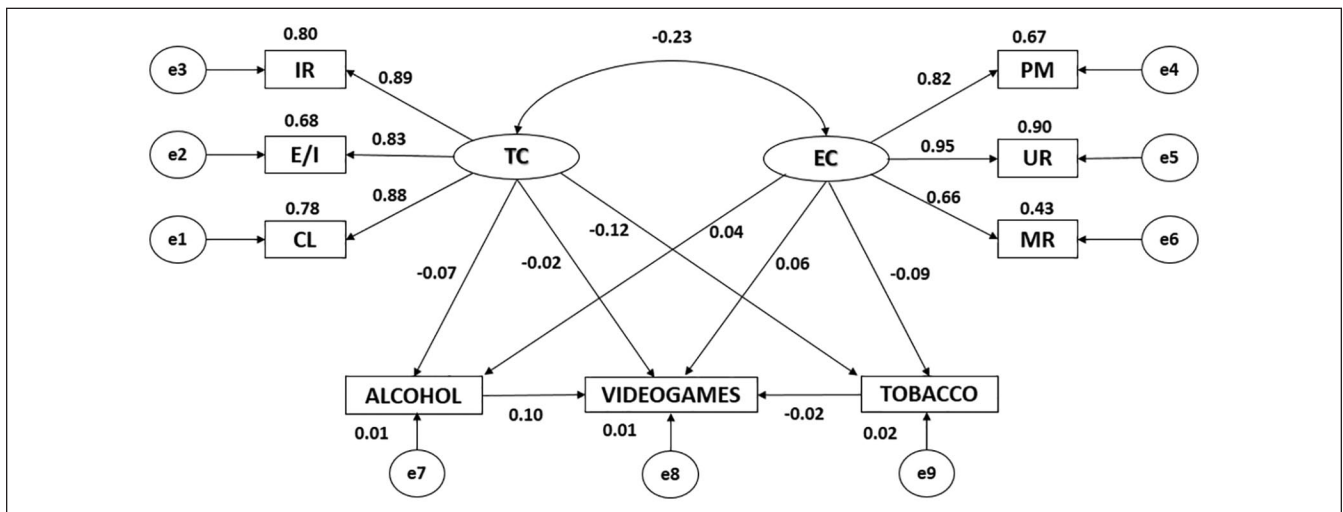 0.80
-0.23
0.67
e3
IR
0.89
0.82
PM
e4
0.68
0.90
e2
E/I
0.83
TC
EC
0.95
UR
e5
0.78
0.88
0.66
0.43
e1
CL
-0.12
0.04
MR
e6
-0.07
-0.02
0.06
-0.09
ALCOHOL
VIDEOGAMES
TOBACCO
0.10
-0.02
0.01
0.01
0.02
e7
e8
e9